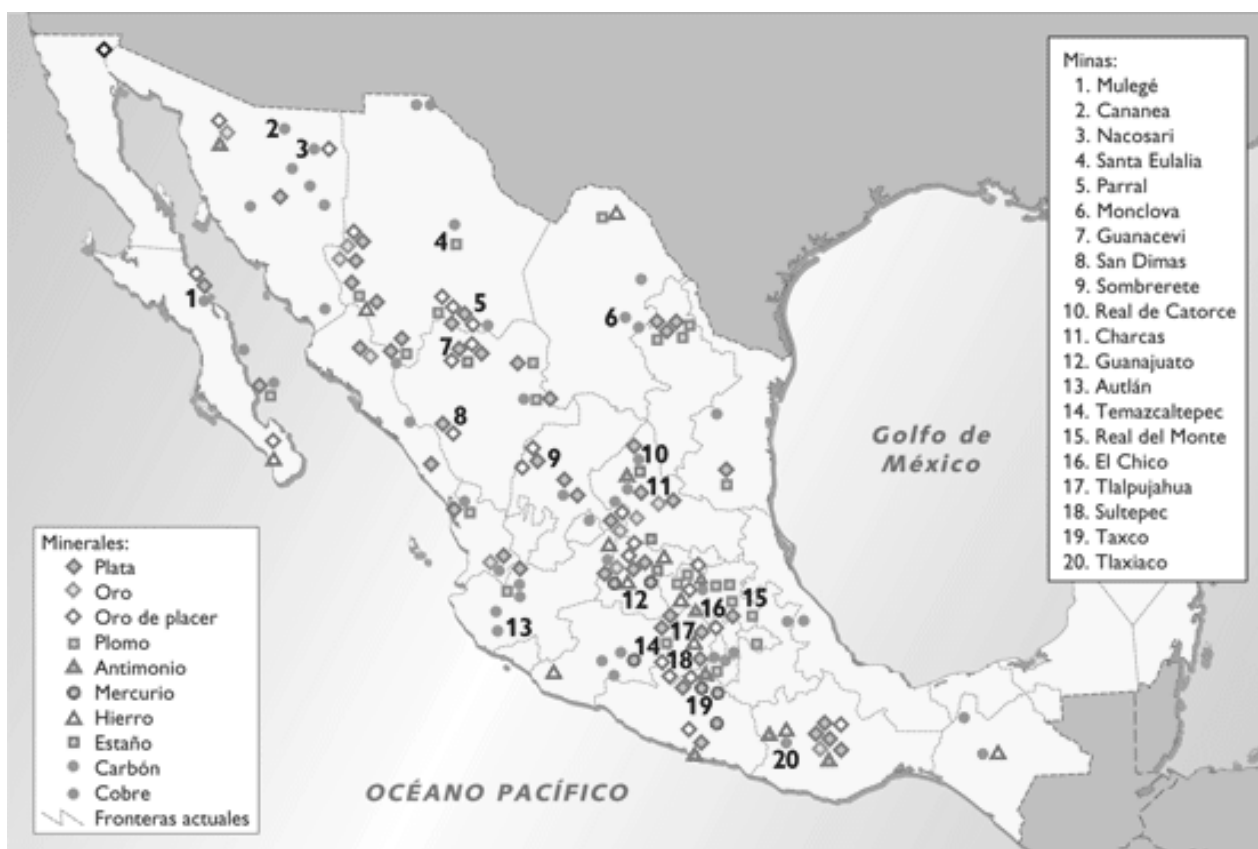 Minas:
1. Mulegé
2. Cananea
3. Nacosari
4. Santa Eulalia
5. Parral
6. Monclova
7. Guanacevi
8. San Dimas
9. Sombrerete
10. Real de Catorce
11. Charcas
12. Guanajuato
13. Autlán
14. Temazcaltepec
15. Real del Monte
16. El Chico
17. Tlalpujahua
18. Sultepec
19. Taxco
20. Tlaxiaco
2
3
4
1
5
6
7
8
Golfo de
México
9
10
11
12
16
15
13
17
14
18
19
20
Minerales:
Plata
Oro
Oro de placer
Plomo
Antimonio
Mercurio
Hierro
Estaño
Carbón
Cobre
Fronteras actuales
OCÉANO PACÍFICO